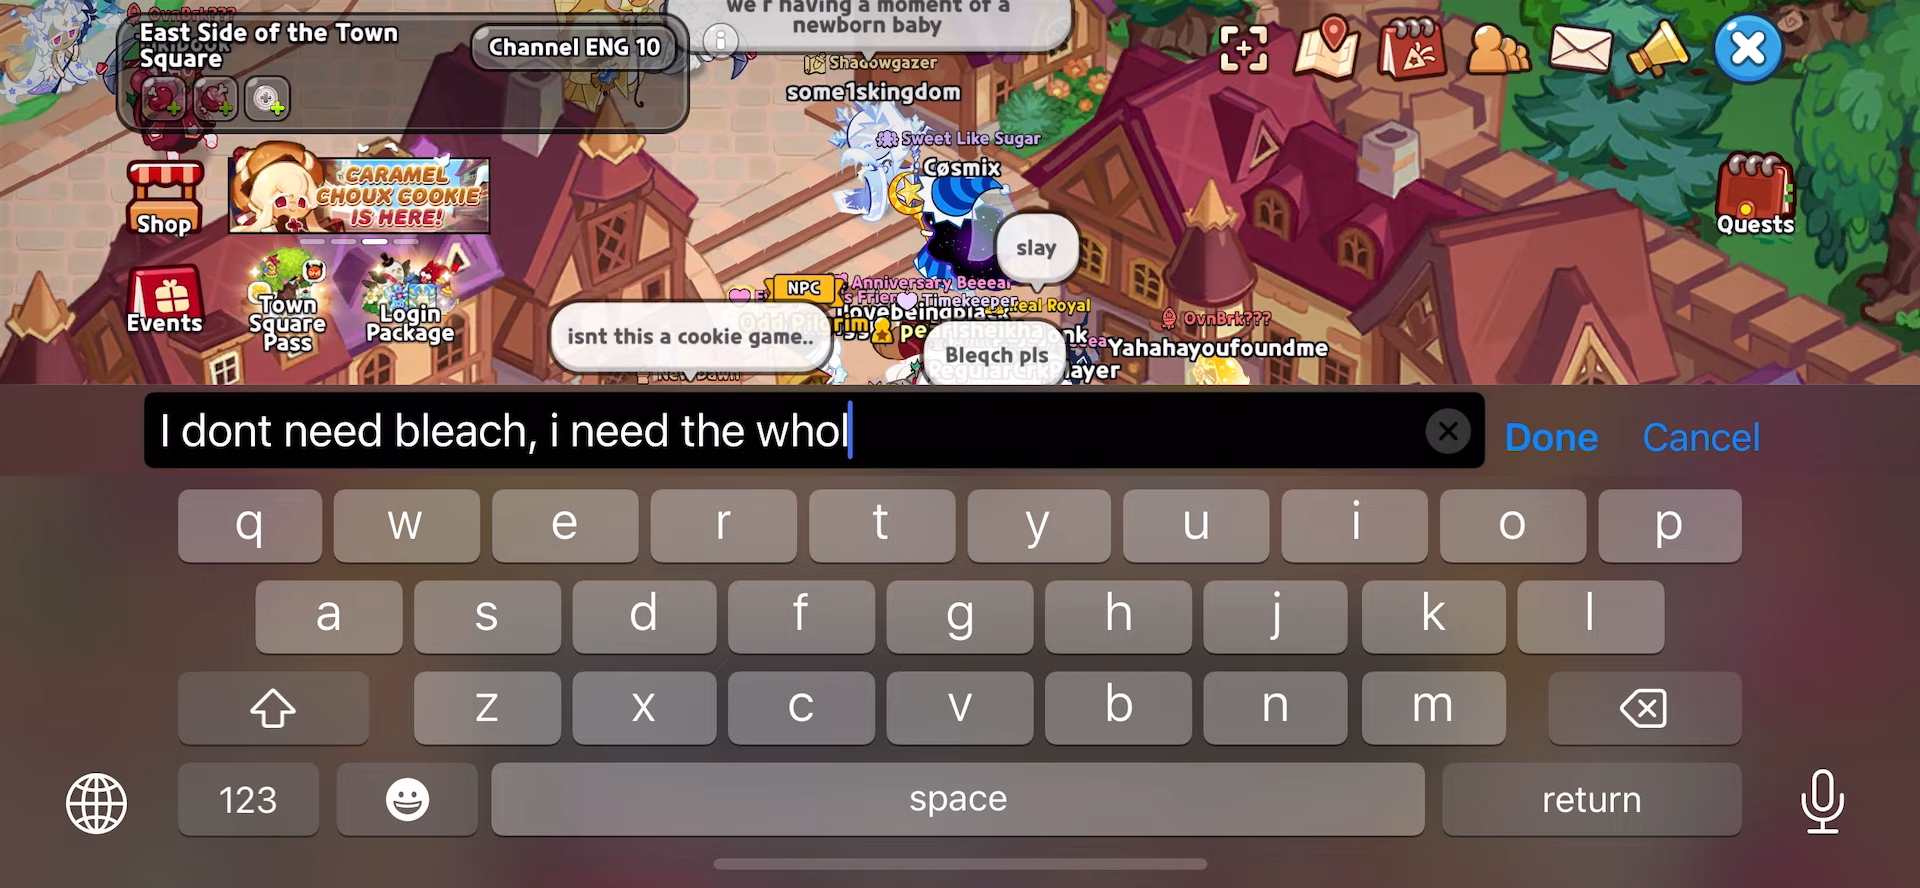 we r having a moment of a
newborn baby
East Side of the Town
Square
Channel ENG 10
Shadowgazer
some1skingdom
Sweet Like Sugar
Cøsmix
CARAMEL
CHOUX COOKIE
IS HERE!
Shop
Quests
slay
NPC
Anniversary
Timekeeper
Royal
Events
Town
Square
Pass
Login
Package
isnt this a cookie game..
OvnBrk???
Yahahayoufoundme
Bleqch pls
New Dawn
I dont need bleach, i need the whol
Done
Cancel
q w e r t y u i o p
a s d f g h j k l
z x c v b n m
123
space
return